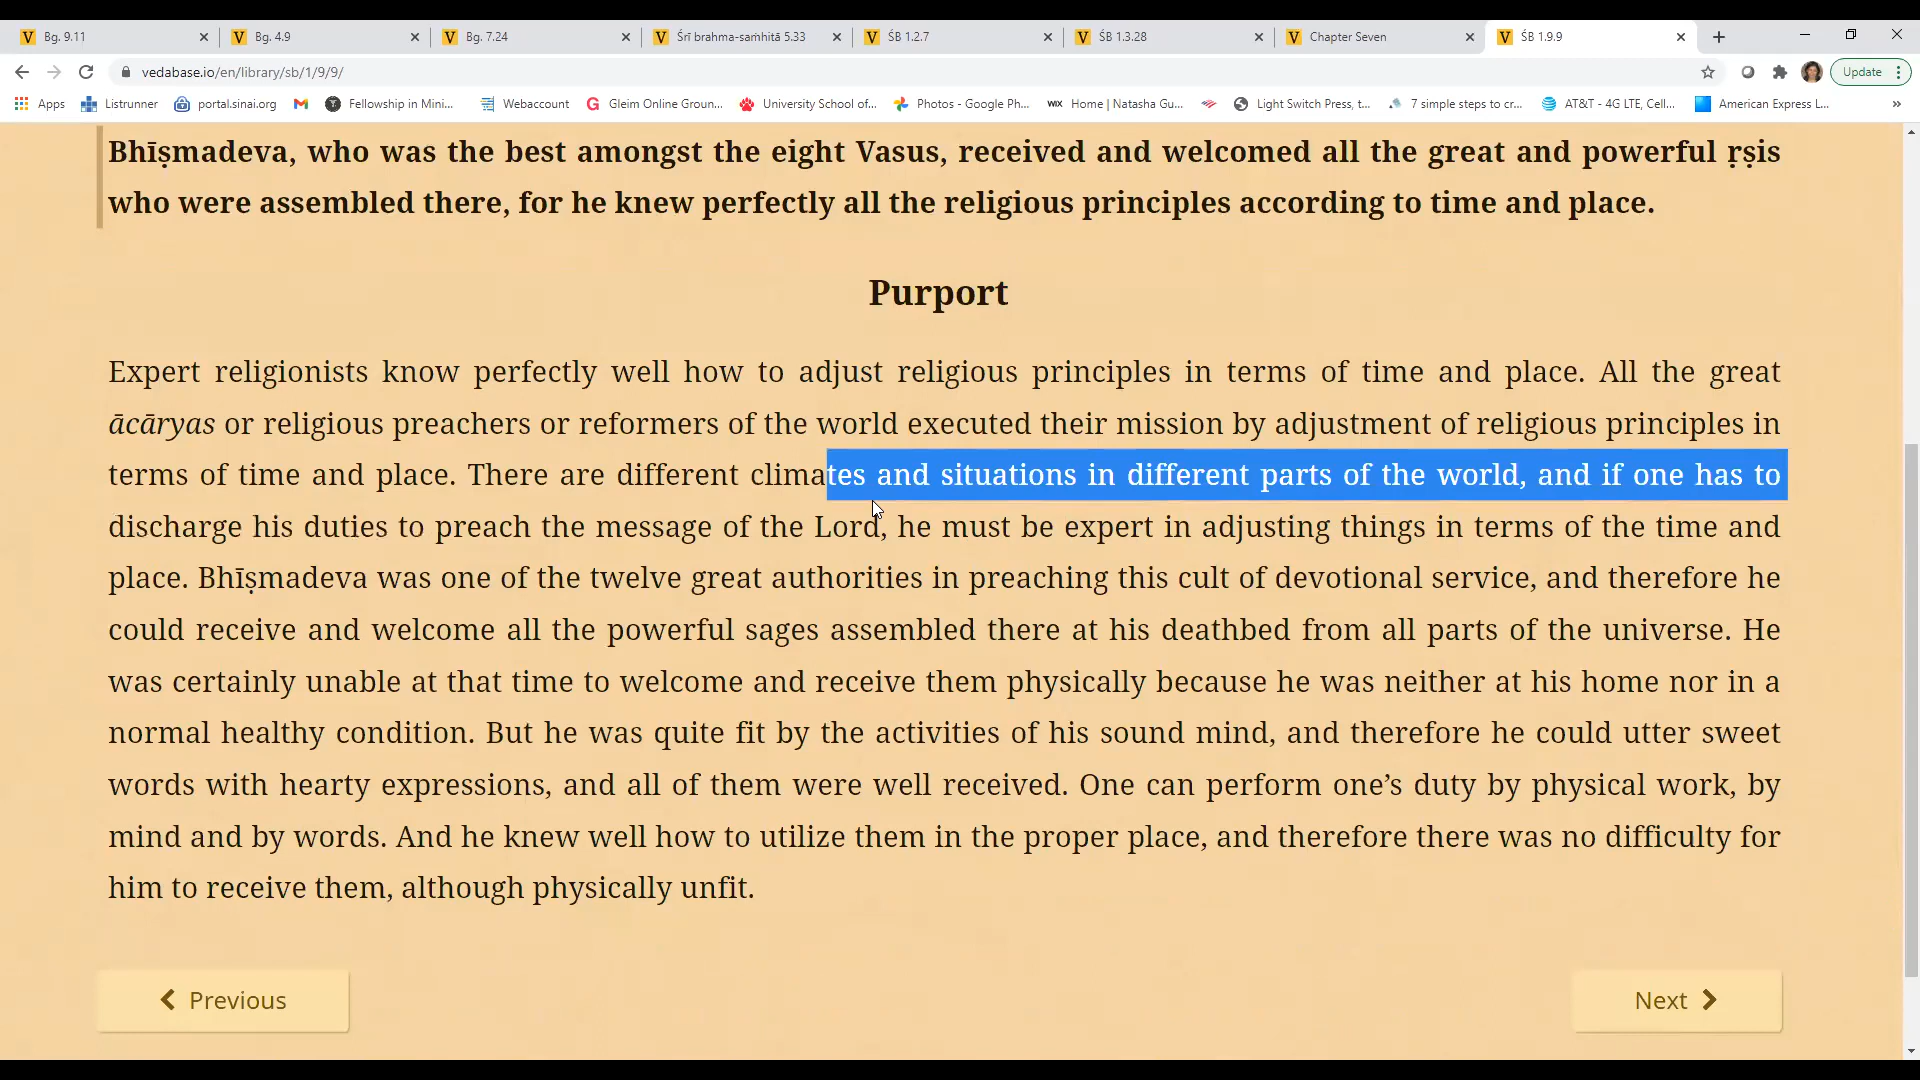 Bg. 9.11
Bg. 4.9
Bg. 7.24
Śrī brahma-saṁhitā 5.33
ŚB 1.2.7
ŚB 1.3.28
Chapter Seven
ŚB 1.9.9
vedabase.io/en/library/sb/1/9/9/
Update
Apps
Listrunner
portal.sinai.org
Fellowship in Mini...
Webaccount
Gleim Online Groun...
University School of...
Photos - Google Ph...
WIX Home | Natasha Gu...
Light Switch Press, t...
7 simple steps to cr...
AT&T - 4G LTE, Cell...
American Express L...
»
Bhīṣmadeva, who was the best amongst the eight Vasus, received and welcomed all the great and powerful ṛṣis
who were assembled there, for he knew perfectly all the religious principles according to time and place.
Purport
Expert religionists know perfectly well how to adjust religious principles in terms of time and place. All the great
ācāryas or religious preachers or reformers of the world executed their mission by adjustment of religious principles in
terms of time and place. There are different climates and situations in different parts of the world, and if one has to
discharge his duties to preach the message of the Lord, he must be expert in adjusting things in terms of the time and
place. Bhīṣmadeva was one of the twelve great authorities in preaching this cult of devotional service, and therefore he
could receive and welcome all the powerful sages assembled there at his deathbed from all parts of the universe. He
was certainly unable at that time to welcome and receive them physically because he was neither at his home nor in a
normal healthy condition. But he was quite fit by the activities of his sound mind, and therefore he could utter sweet
words with hearty expressions, and all of them were well received. One can perform one’s duty by physical work, by
mind and by words. And he knew well how to utilize them in the proper place, and therefore there was no difficulty for
him to receive them, although physically unfit.
Previous
Next